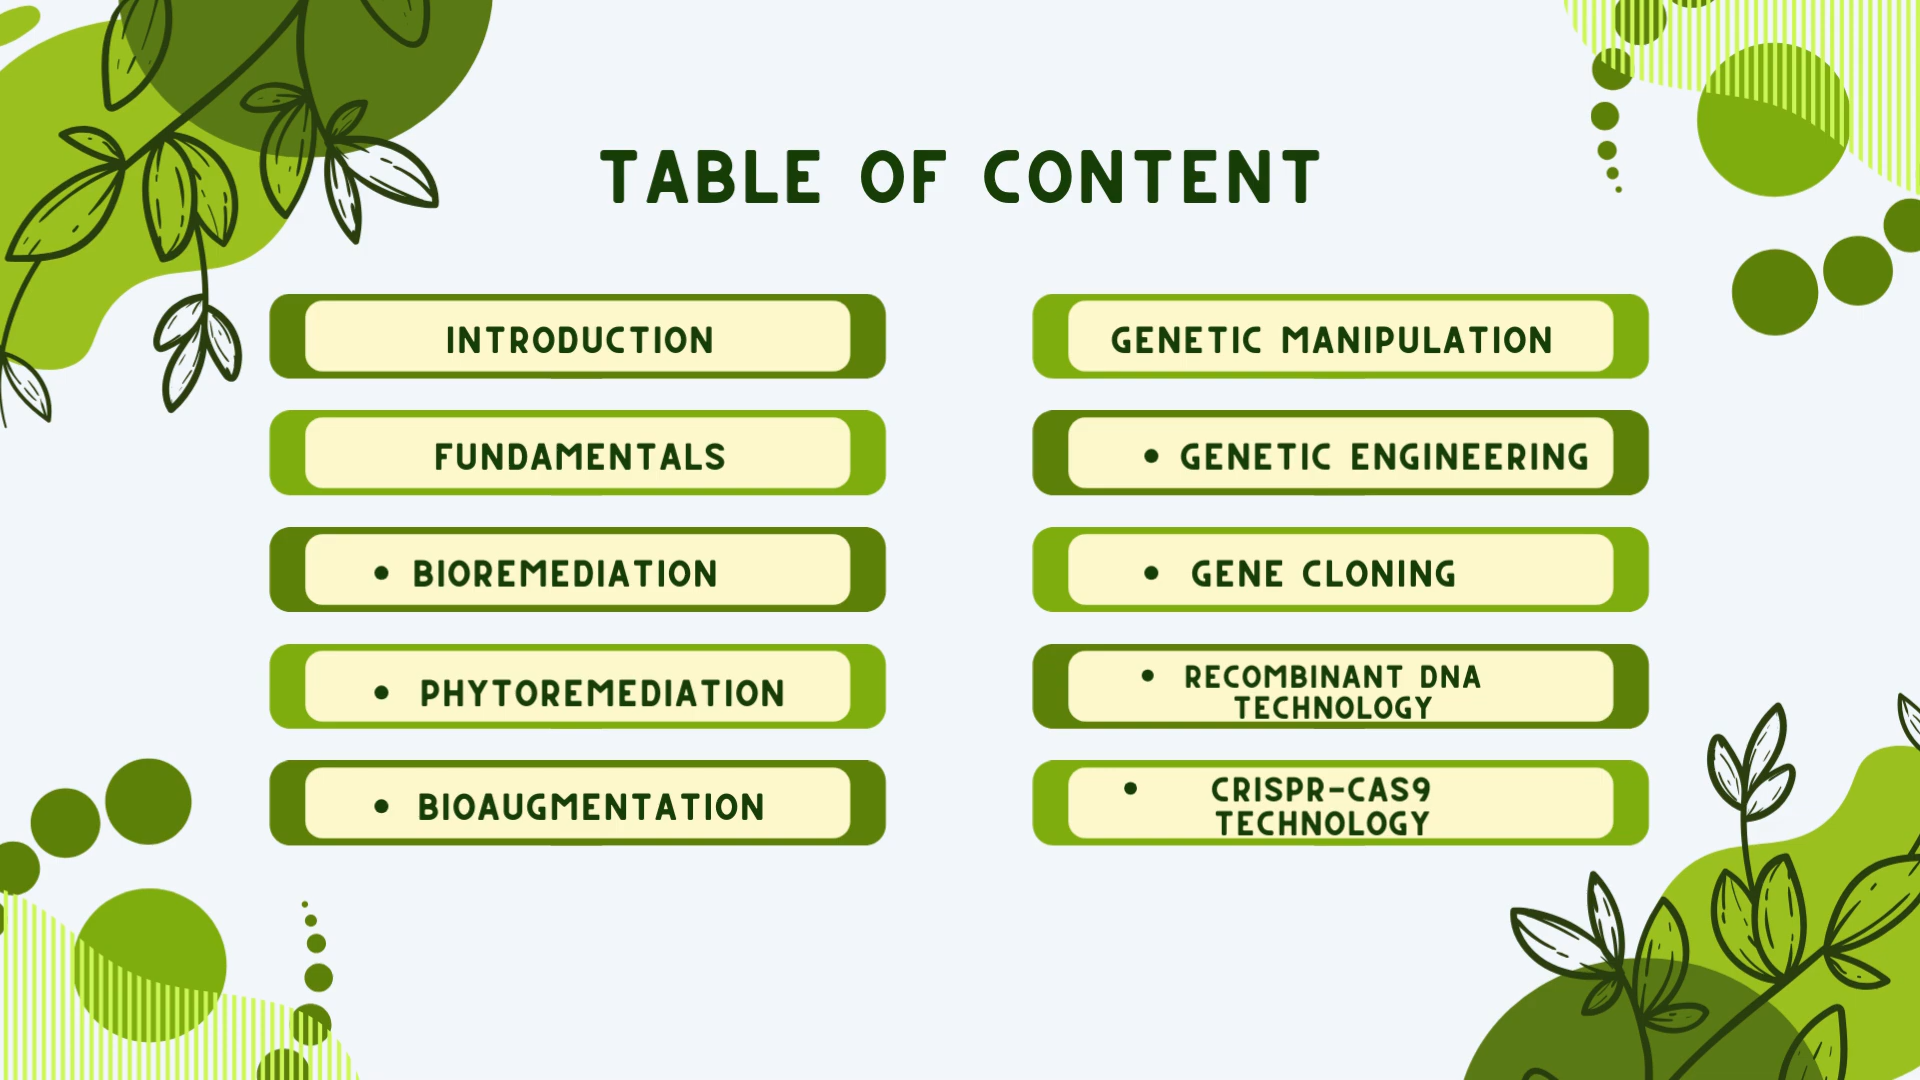 TABLE OF CONTENT
INTRODUCTION
FUNDAMENTALS
• BIOREMEDIATION
• PHYTOREMEDIATION
• BIOAUGMENTATION
GENETIC MANIPULATION
• GENETIC ENGINEERING
• GENE CLONING
• RECOMBINANT DNA
TECHNOLOGY
• CRISPR-CAS9
TECHNOLOGY